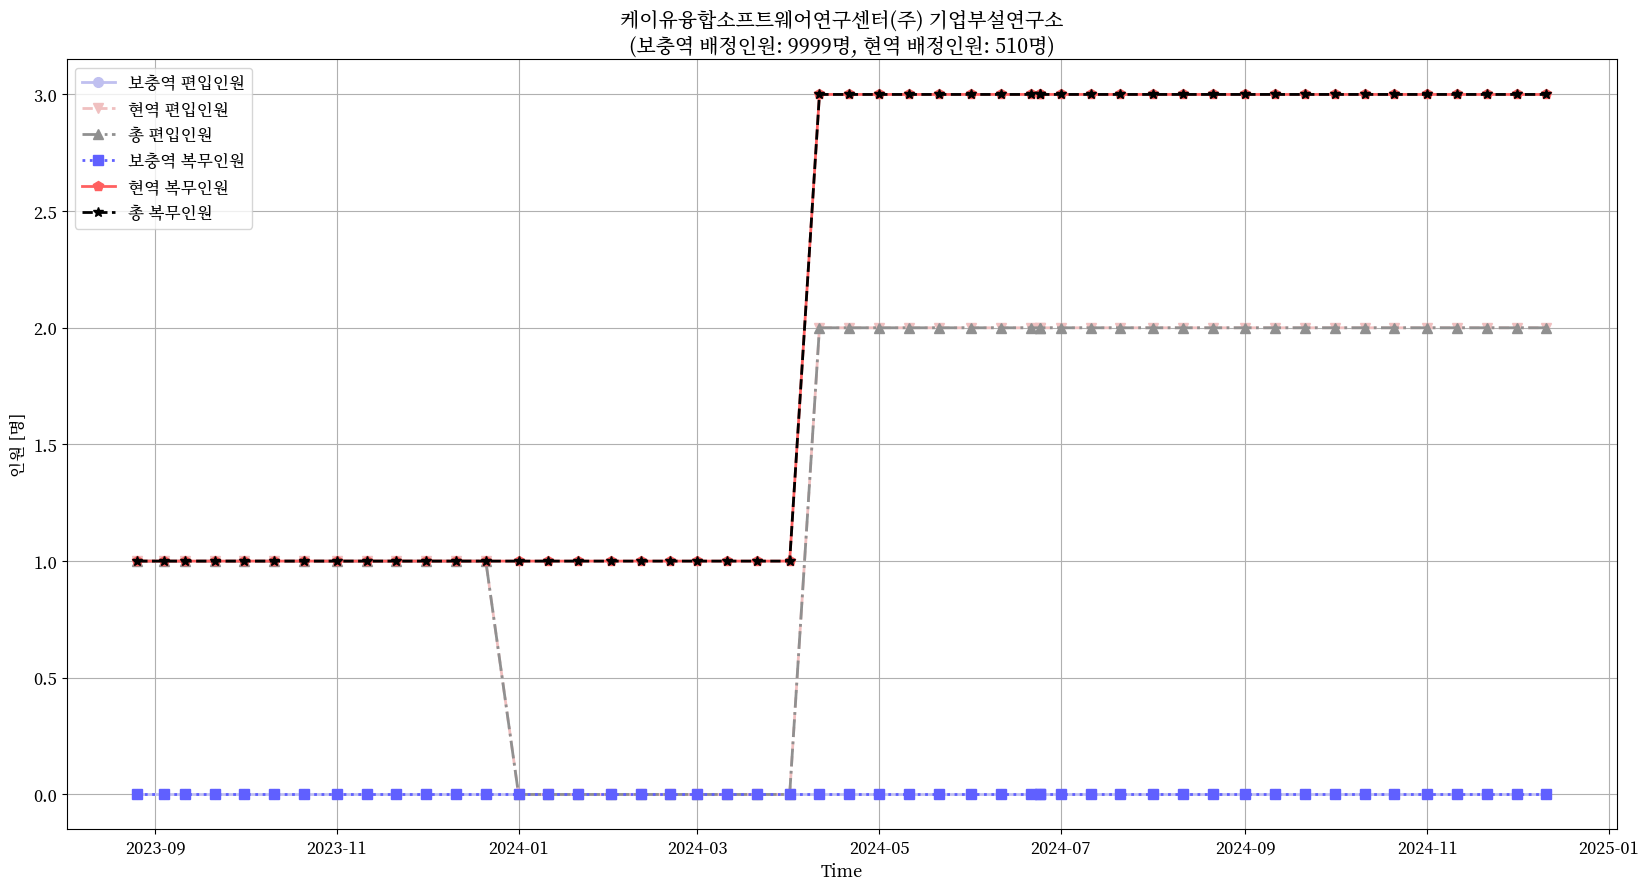 케이유융합소프트웨어연구센터(주) 기업부설연구소
(보충역 배정인원: 9999명, 현역 배정인원: 510명)
보충역 편입인원
현역 편입인원
총 편입인원
보충역 복무인원
현역 복무인원
총 복무인원
인원 [명]
3.0
2.5
2.0
1.5
1.0
0.5
0.0
2023-09 2023-11 2024-01 2024-03 2024-05 2024-07 2024-09 2024-11 2025-01
Time